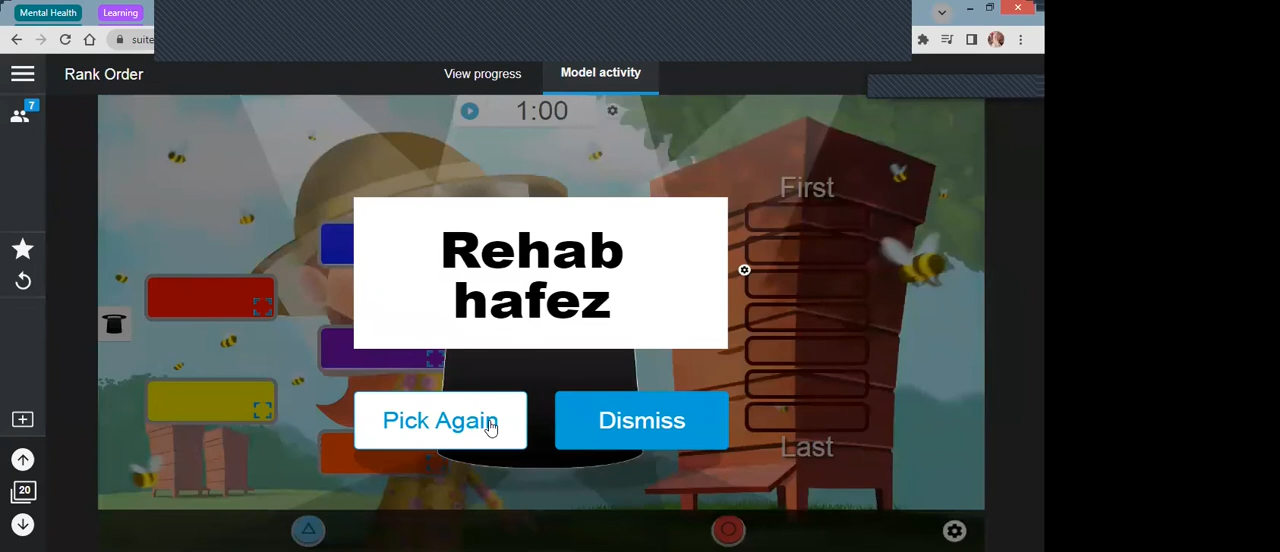 Mental Health
Learning
suite
Rank Order
View progress
Model activity
7
1:00
First
Rehab
hafez
Pick Again
Dismiss
Last
20